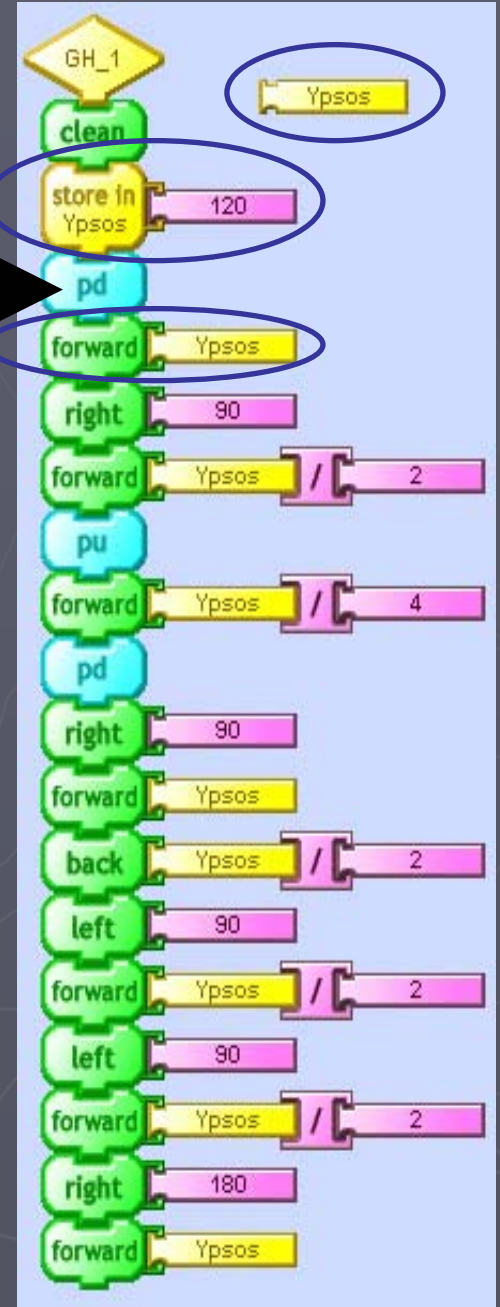 GH_1
Ypsos
clean
store in
Ypsos 120
pd
forward Ypsos
right 90
forward Ypsos / 2
pu
forward Ypsos / 4
pd
right 90
forward Ypsos
back Ypsos / 2
left 90
forward Ypsos / 2
left 90
forward Ypsos / 2
right 180
forward Ypsos